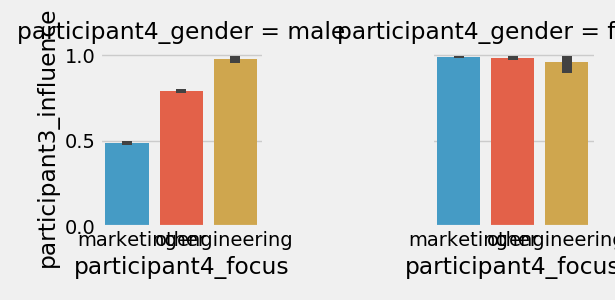 participant4_gender = male
participant4_gender = f
participant3_influence
1.0
0.5
0.0
marketing other engineering
marketing other engineering
participant4_focus
participant4_focus